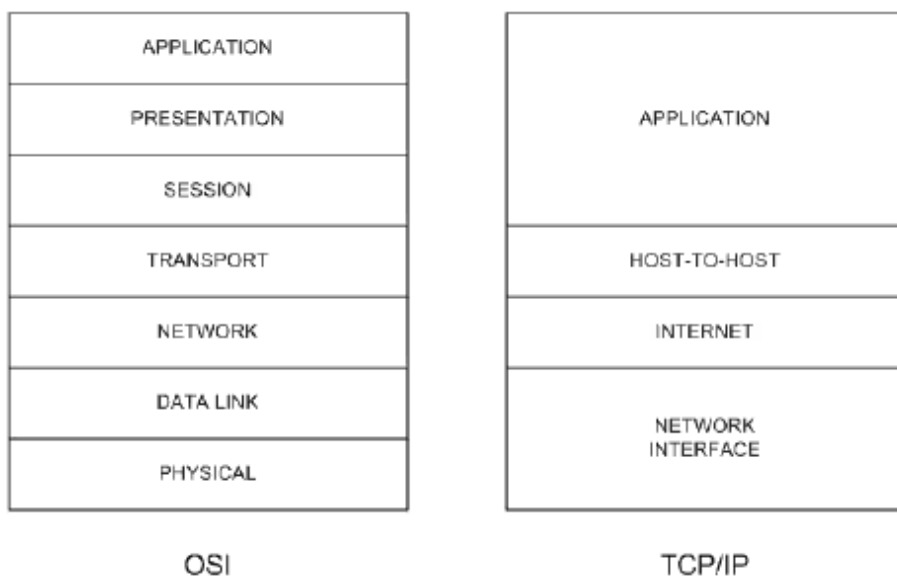 APPLICATION
PRESENTATION
SESSION
TRANSPORT
NETWORK
DATA LINK
PHYSICAL
OSI
APPLICATION
HOST-TO-HOST
INTERNET
NETWORK
INTERFACE
TCP/IP